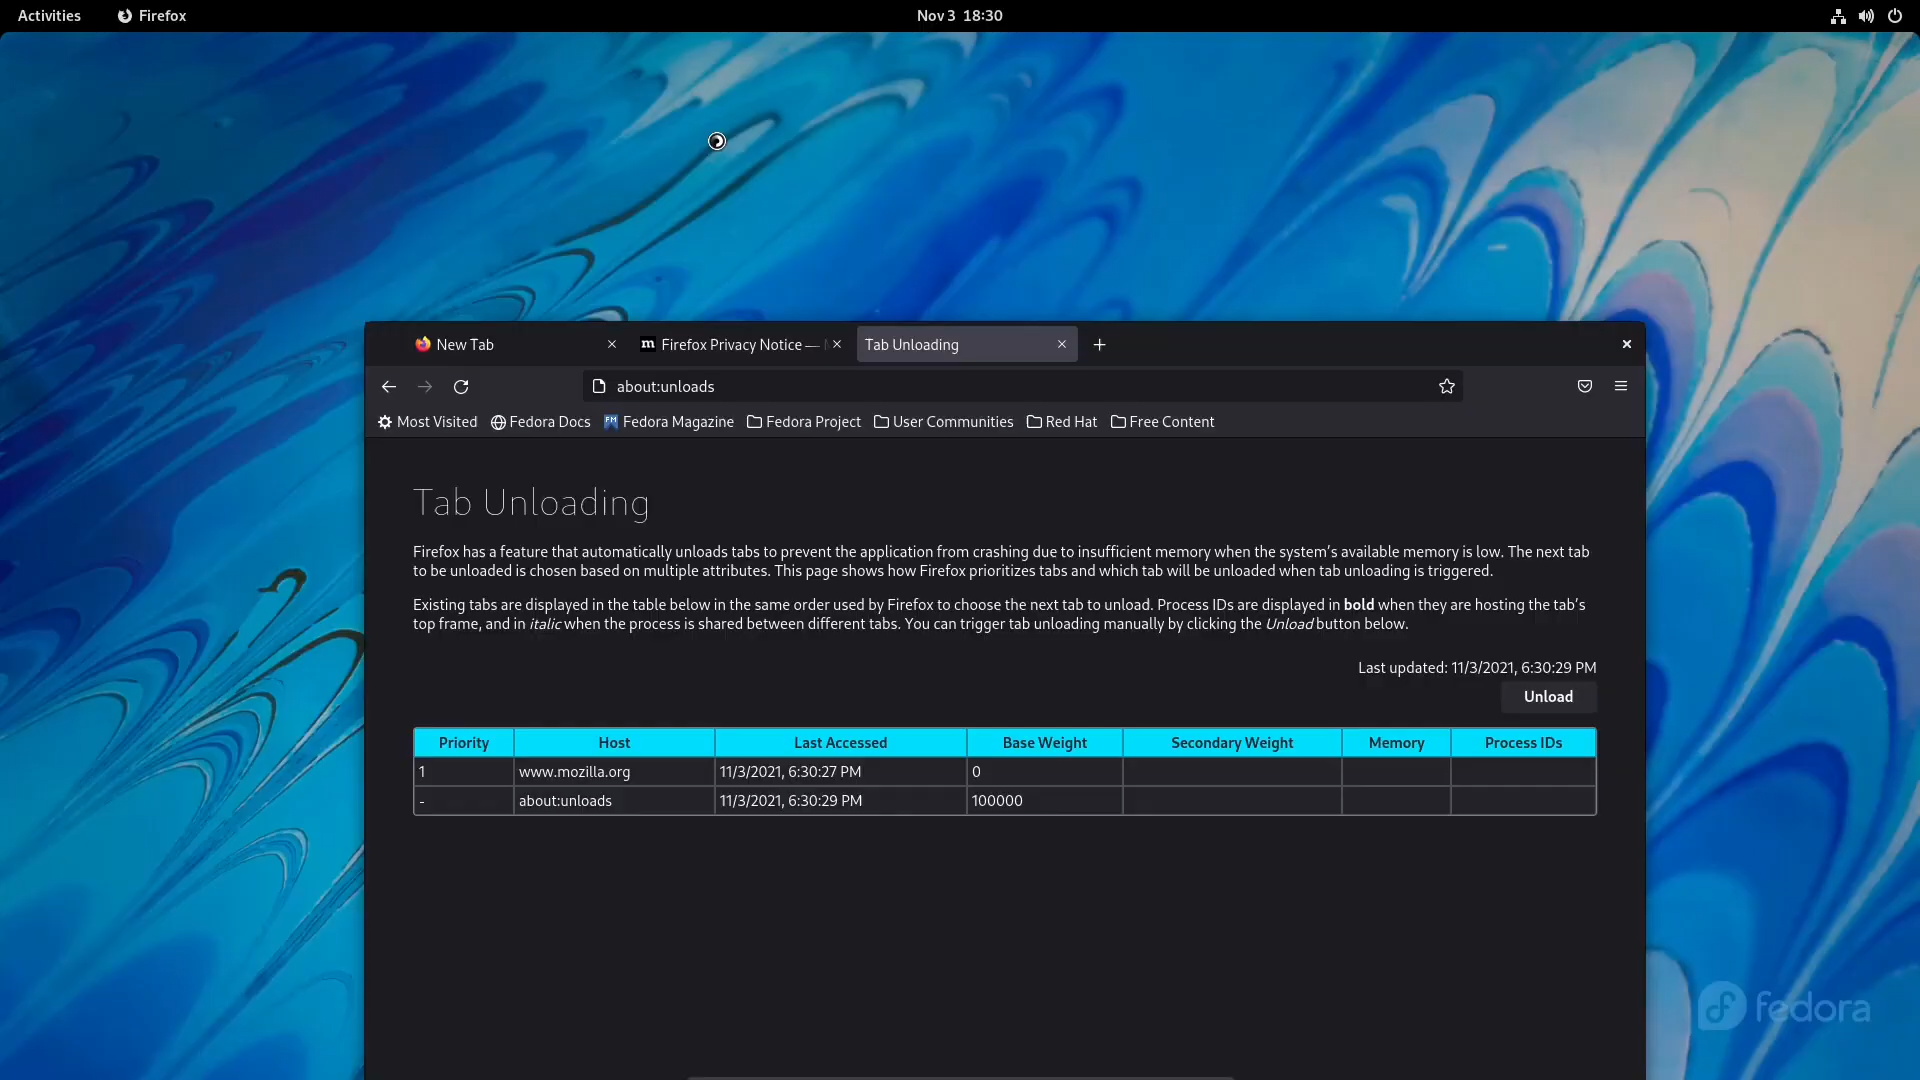 Activities Firefox Nov 3 18:30
New Tab Firefox Privacy Notice — Tab Unloading
about:unloads
Most Visited Fedora Docs Fedora Magazine Fedora Project User Communities Red Hat Free Content
Tab Unloading
Firefox has a feature that automatically unloads tabs to prevent the application from crashing due to insufficient memory when the system’s available memory is low. The next tab
to be unloaded is chosen based on multiple attributes. This page shows how Firefox prioritizes tabs and which tab will be unloaded when tab unloading is triggered.
Existing tabs are displayed in the table below in the same order used by Firefox to choose the next tab to unload. Process IDs are displayed in bold when they are hosting the tab’s
top frame, and in italic when the process is shared between different tabs. You can trigger tab unloading manually by clicking the Unload button below.
Last updated: 11/3/2021, 6:30:29 PM
Unload
Priority Host Last Accessed Base Weight Secondary Weight Memory Process IDs
1 www.mozilla.org 11/3/2021, 6:30:27 PM 0
- about:unloads 11/3/2021, 6:30:29 PM 100000
fedora